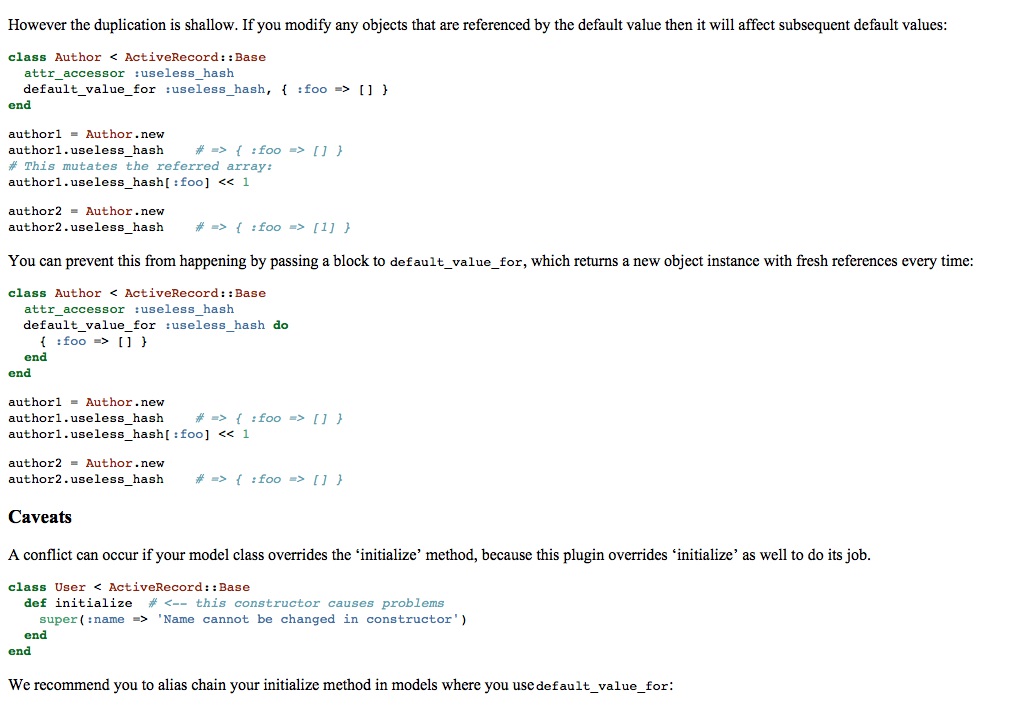 However the duplication is shallow. If you modify any objects that are referenced by the default value then it will affect subsequent default values:
class Author < ActiveRecord::Base
  attr_accessor :useless_hash
  default_value_for :useless_hash, { :foo => [] }
end
author1 = Author.new
author1.useless_hash    # => { :foo => [] }
# This mutates the referred array:
author1.useless_hash[:foo] << 1
author2 = Author.new
author2.useless_hash    # => { :foo => [1] }
You can prevent this from happening by passing a block to default_value_for, which returns a new object instance with fresh references every time:
class Author < ActiveRecord::Base
  attr_accessor :useless_hash
  default_value_for :useless_hash do
    { :foo => [] }
  end
end
author1 = Author.new
author1.useless_hash    # => { :foo => [] }
author1.useless_hash[:foo] << 1
author2 = Author.new
author2.useless_hash    # => { :foo => [] }
Caveats
A conflict can occur if your model class overrides the ‘initialize’ method, because this plugin overrides ‘initialize’ as well to do its job.
class User < ActiveRecord::Base
  def initialize  # <-- this constructor causes problems
    super(:name => 'Name cannot be changed in constructor')
  end
end
We recommend you to alias chain your initialize method in models where you use default_value_for: